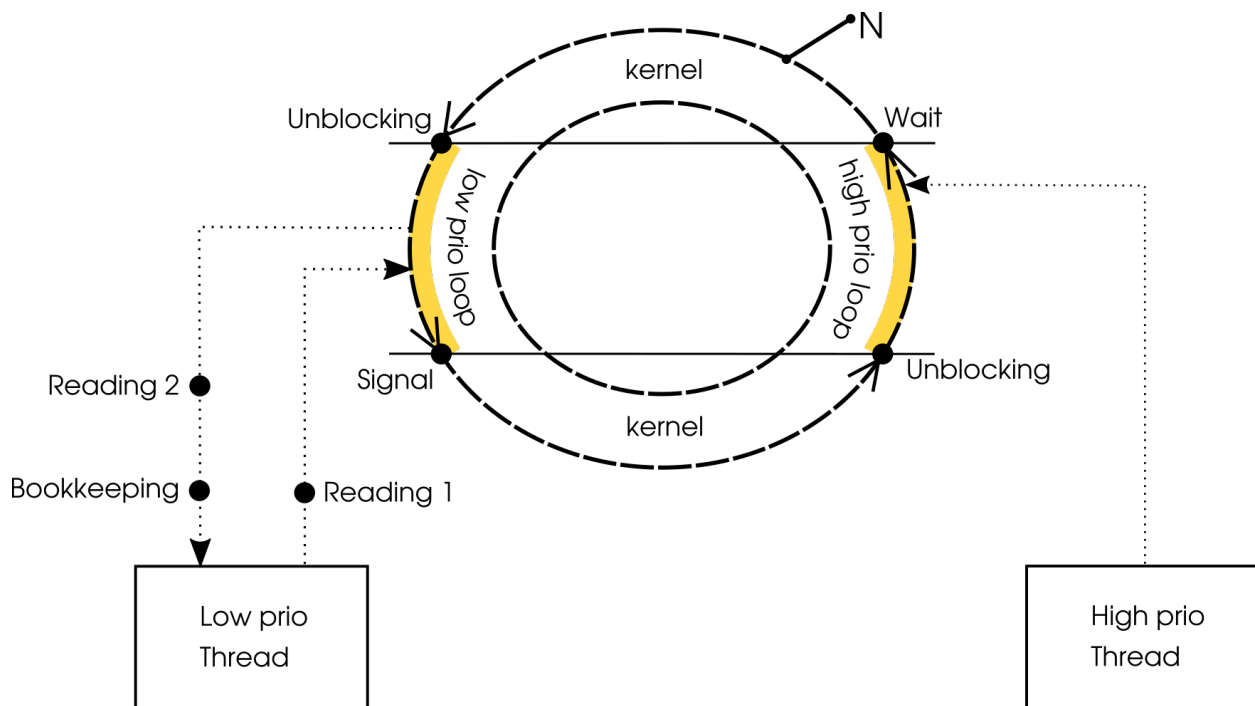 N
kernel
Unblocking
Wait
low prio loop
high prio loop
Signal
Unblocking
kernel
Reading 2
Bookkeeping
Reading 1
Low prio
Thread
High prio
Thread